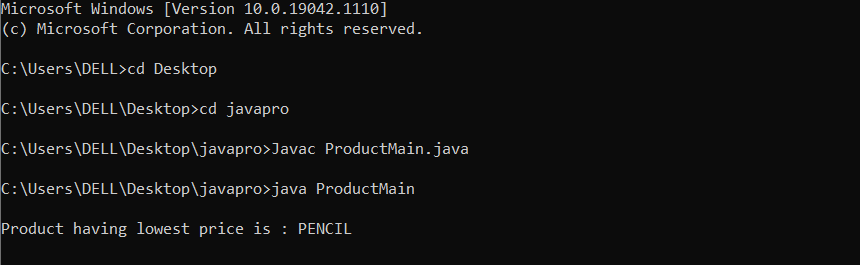 Microsoft Windows [Version 10.0.19042.1110]
(c) Microsoft Corporation. All rights reserved.
C:\Users\DELL>cd Desktop
C:\Users\DELL\Desktop>cd javapro
C:\Users\DELL\Desktop\javapro>Javac ProductMain.java
C:\Users\DELL\Desktop\javapro>java ProductMain
Product having lowest price is : PENCIL